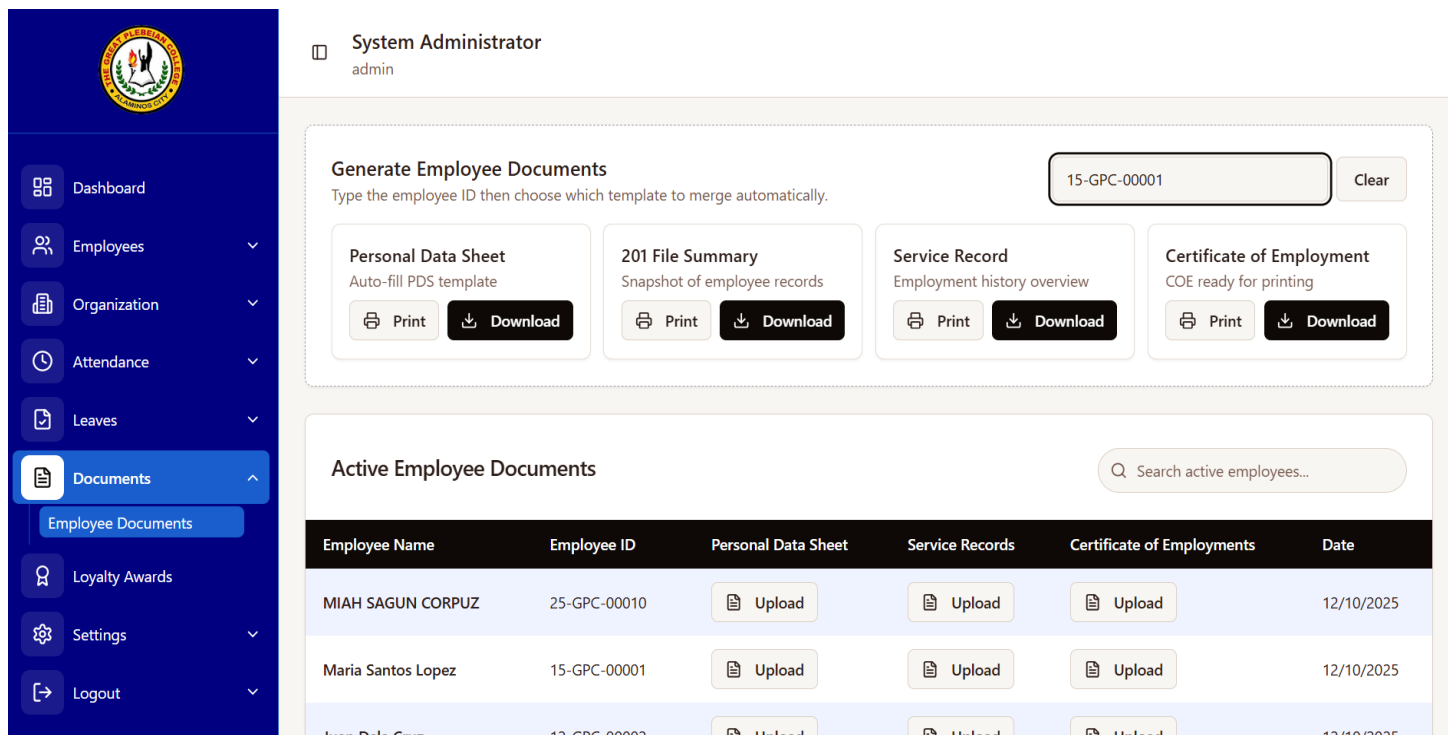 THE GREAT PLEBEIAN COLLEGE
ALAMINOS CITY
System Administrator
admin
Dashboard
Employees
Organization
Attendance
Leaves
Documents
Employee Documents
Loyalty Awards
Settings
Logout
Generate Employee Documents
Type the employee ID then choose which template to merge automatically.
15-GPC-00001 Clear
Personal Data Sheet
Auto-fill PDS template
Print Download
201 File Summary
Snapshot of employee records
Print Download
Service Record
Employment history overview
Print Download
Certificate of Employment
COE ready for printing
Print Download
Active Employee Documents
Search active employees...
Employee Name Employee ID Personal Data Sheet Service Records Certificate of Employments Date
MIAH SAGUN CORPUZ 25-GPC-00010 Upload Upload Upload 12/10/2025
Maria Santos Lopez 15-GPC-00001 Upload Upload Upload 12/10/2025